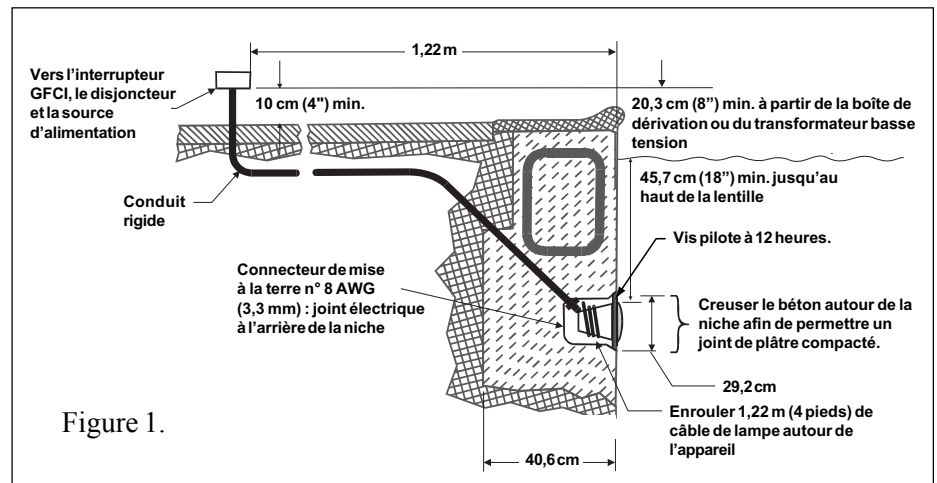 1,22 m
Vers l'interrupteur
GFCI, le disjoncteur
et la source
d'alimentation
10 cm (4") min.
20,3 cm (8") min. à partir de la boîte de
dérivation ou du transformateur basse
tension
45,7 cm (18") min. jusqu'au
haut de la lentille
Conduit
rigide
Vis pilote à 12 heures.
Connecteur de mise
à la terre n° 8 AWG
(3,3 mm) : joint électrique
à l'arrière de la niche
Creuser le béton autour de la
niche afin de permettre un
joint de plâtre compacté.
29,2 cm
Enrouler 1,22 m (4 pieds) de
câble de lampe autour de
l'appareil
Figure 1.
40,6 cm